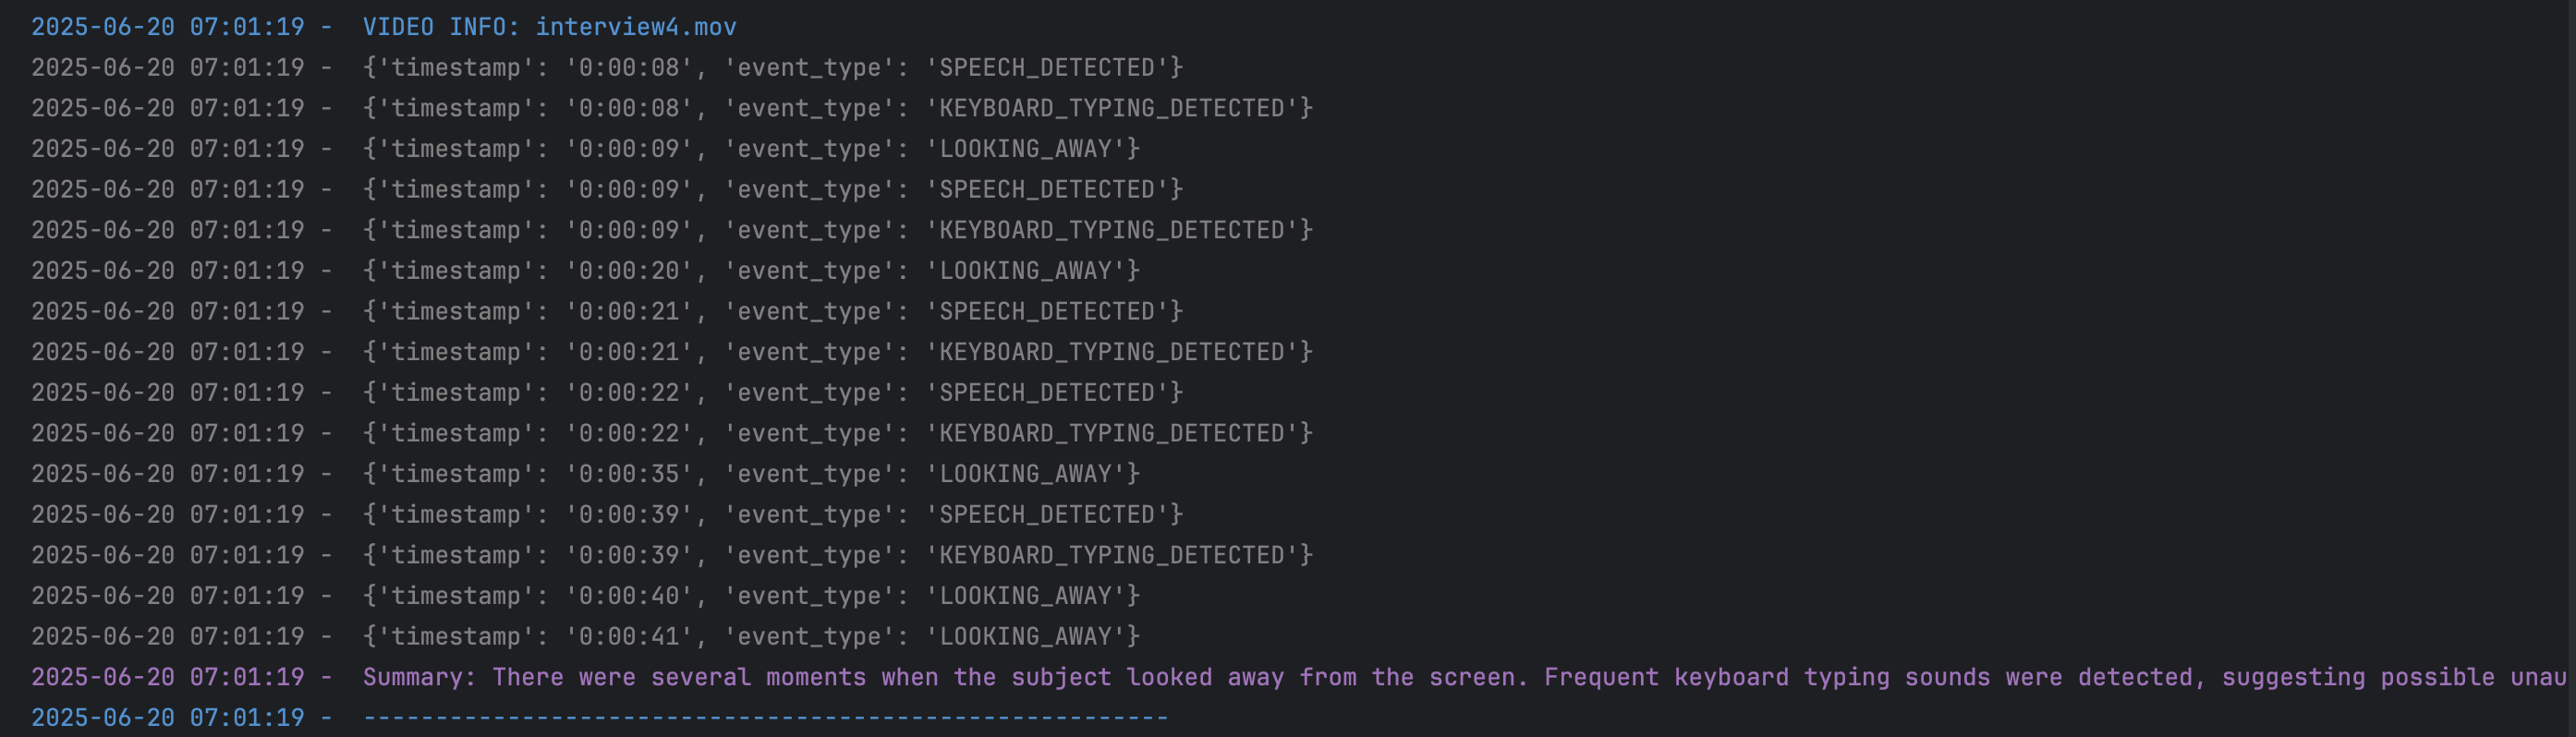 2025-06-20 07:01:19 -  VIDEO INFO: interview4.mov
2025-06-20 07:01:19 -  {'timestamp': '0:00:08', 'event_type': 'SPEECH_DETECTED'}
2025-06-20 07:01:19 -  {'timestamp': '0:00:08', 'event_type': 'KEYBOARD_TYPING_DETECTED'}
2025-06-20 07:01:19 -  {'timestamp': '0:00:09', 'event_type': 'LOOKING_AWAY'}
2025-06-20 07:01:19 -  {'timestamp': '0:00:09', 'event_type': 'SPEECH_DETECTED'}
2025-06-20 07:01:19 -  {'timestamp': '0:00:09', 'event_type': 'KEYBOARD_TYPING_DETECTED'}
2025-06-20 07:01:19 -  {'timestamp': '0:00:20', 'event_type': 'LOOKING_AWAY'}
2025-06-20 07:01:19 -  {'timestamp': '0:00:21', 'event_type': 'SPEECH_DETECTED'}
2025-06-20 07:01:19 -  {'timestamp': '0:00:21', 'event_type': 'KEYBOARD_TYPING_DETECTED'}
2025-06-20 07:01:19 -  {'timestamp': '0:00:22', 'event_type': 'SPEECH_DETECTED'}
2025-06-20 07:01:19 -  {'timestamp': '0:00:22', 'event_type': 'KEYBOARD_TYPING_DETECTED'}
2025-06-20 07:01:19 -  {'timestamp': '0:00:35', 'event_type': 'LOOKING_AWAY'}
2025-06-20 07:01:19 -  {'timestamp': '0:00:39', 'event_type': 'SPEECH_DETECTED'}
2025-06-20 07:01:19 -  {'timestamp': '0:00:39', 'event_type': 'KEYBOARD_TYPING_DETECTED'}
2025-06-20 07:01:19 -  {'timestamp': '0:00:40', 'event_type': 'LOOKING_AWAY'}
2025-06-20 07:01:19 -  {'timestamp': '0:00:41', 'event_type': 'LOOKING_AWAY'}
2025-06-20 07:01:19 -  Summary: There were several moments when the subject looked away from the screen. Frequent keyboard typing sounds were detected, suggesting possible unau
2025-06-20 07:01:19 -  --------------------------------------------------------